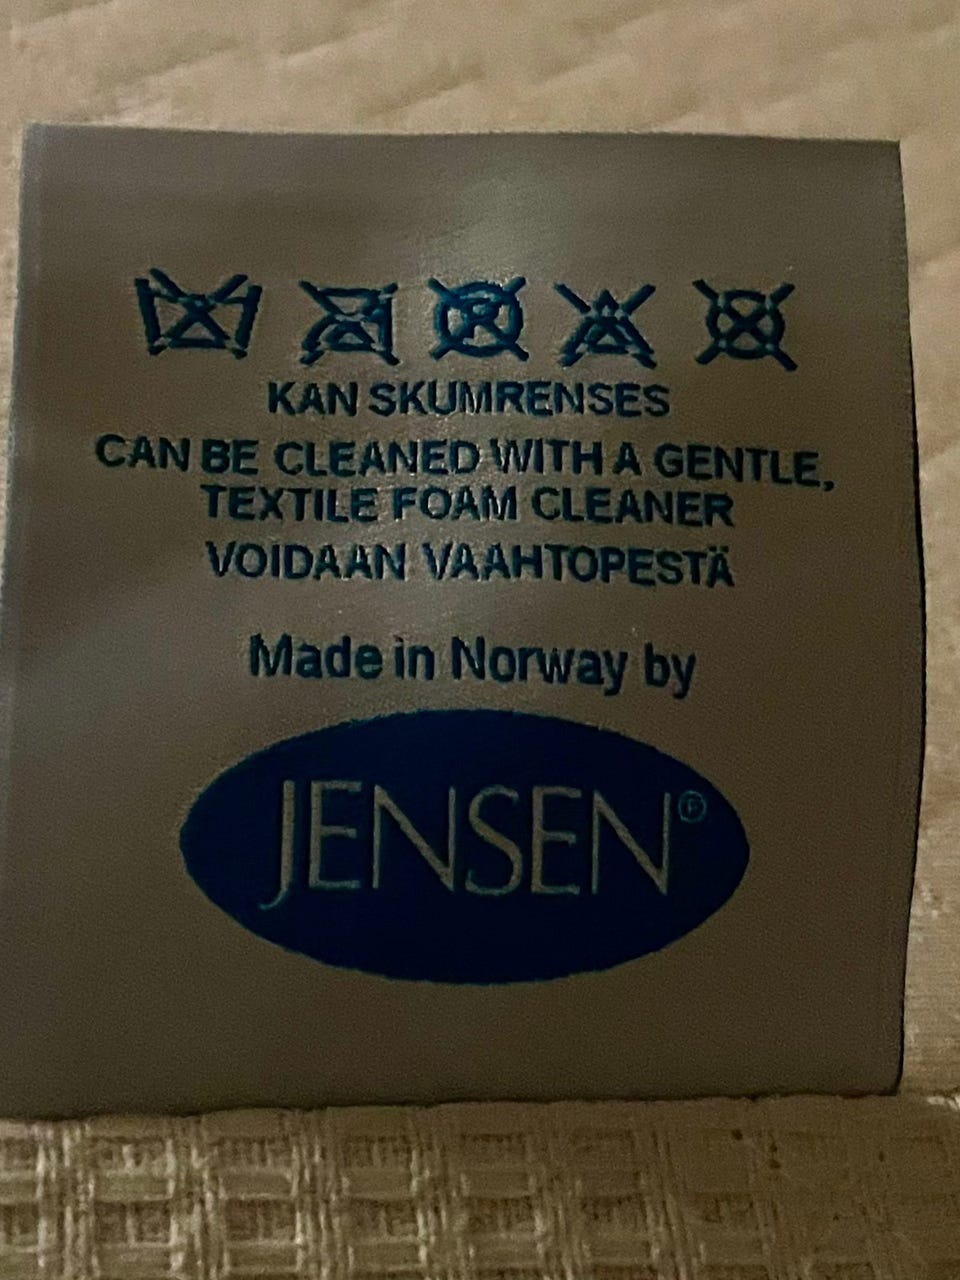 KAN SKUMRENSES
CAN BE CLEANED WITH A GENTLE,
TEXTILE FOAM CLEANER
VOIDAAN VAAHTOPESTÄ
Made in Norway by
JENSEN®